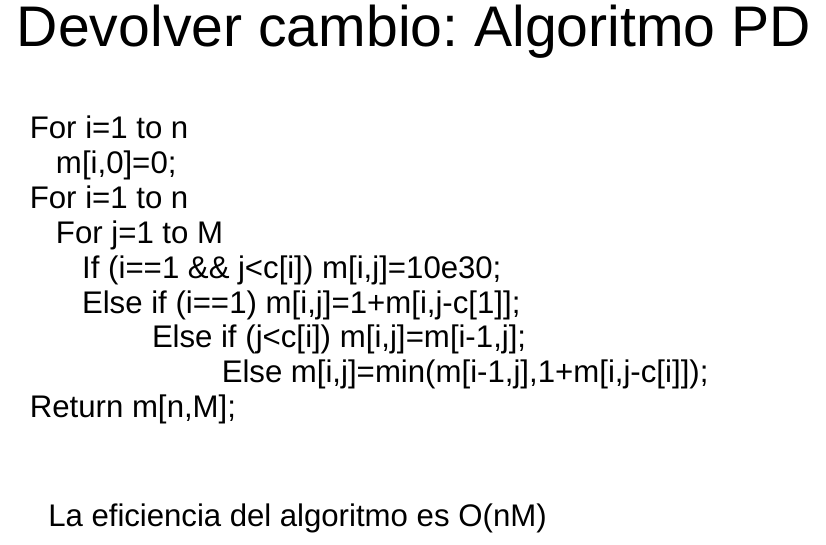 Devolver cambio: Algoritmo PD
For i=1 to n
m[i,0]=0;
For i=1 to n
For j=1 to M
If (i==1 && j<c[i]) m[i,j]=10e30;
Else if (i==1) m[i,j]=1+m[i,j-c[1]];
Else if (j<c[i]) m[i,j]=m[i-1,j];
Else m[i,j]=min(m[i-1,j],1+m[i,j-c[i]]);
Return m[n,M];
La eficiencia del algoritmo es O(nM)